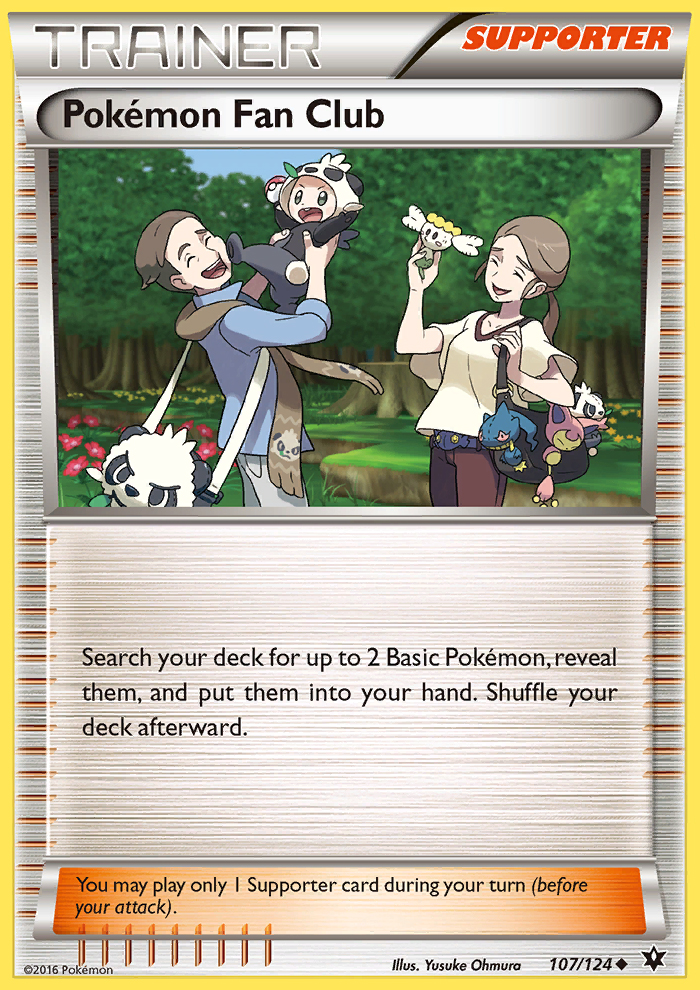 TRAINER
SUPPORTER
Pokémon Fan Club
Search your deck for up to 2 Basic Pokémon, reveal
them, and put them into your hand. Shuffle your
deck afterward.
You may play only 1 Supporter card during your turn (before
your attack).
©2016 Pokémon
Illus. Yusuke Ohmura
107/124